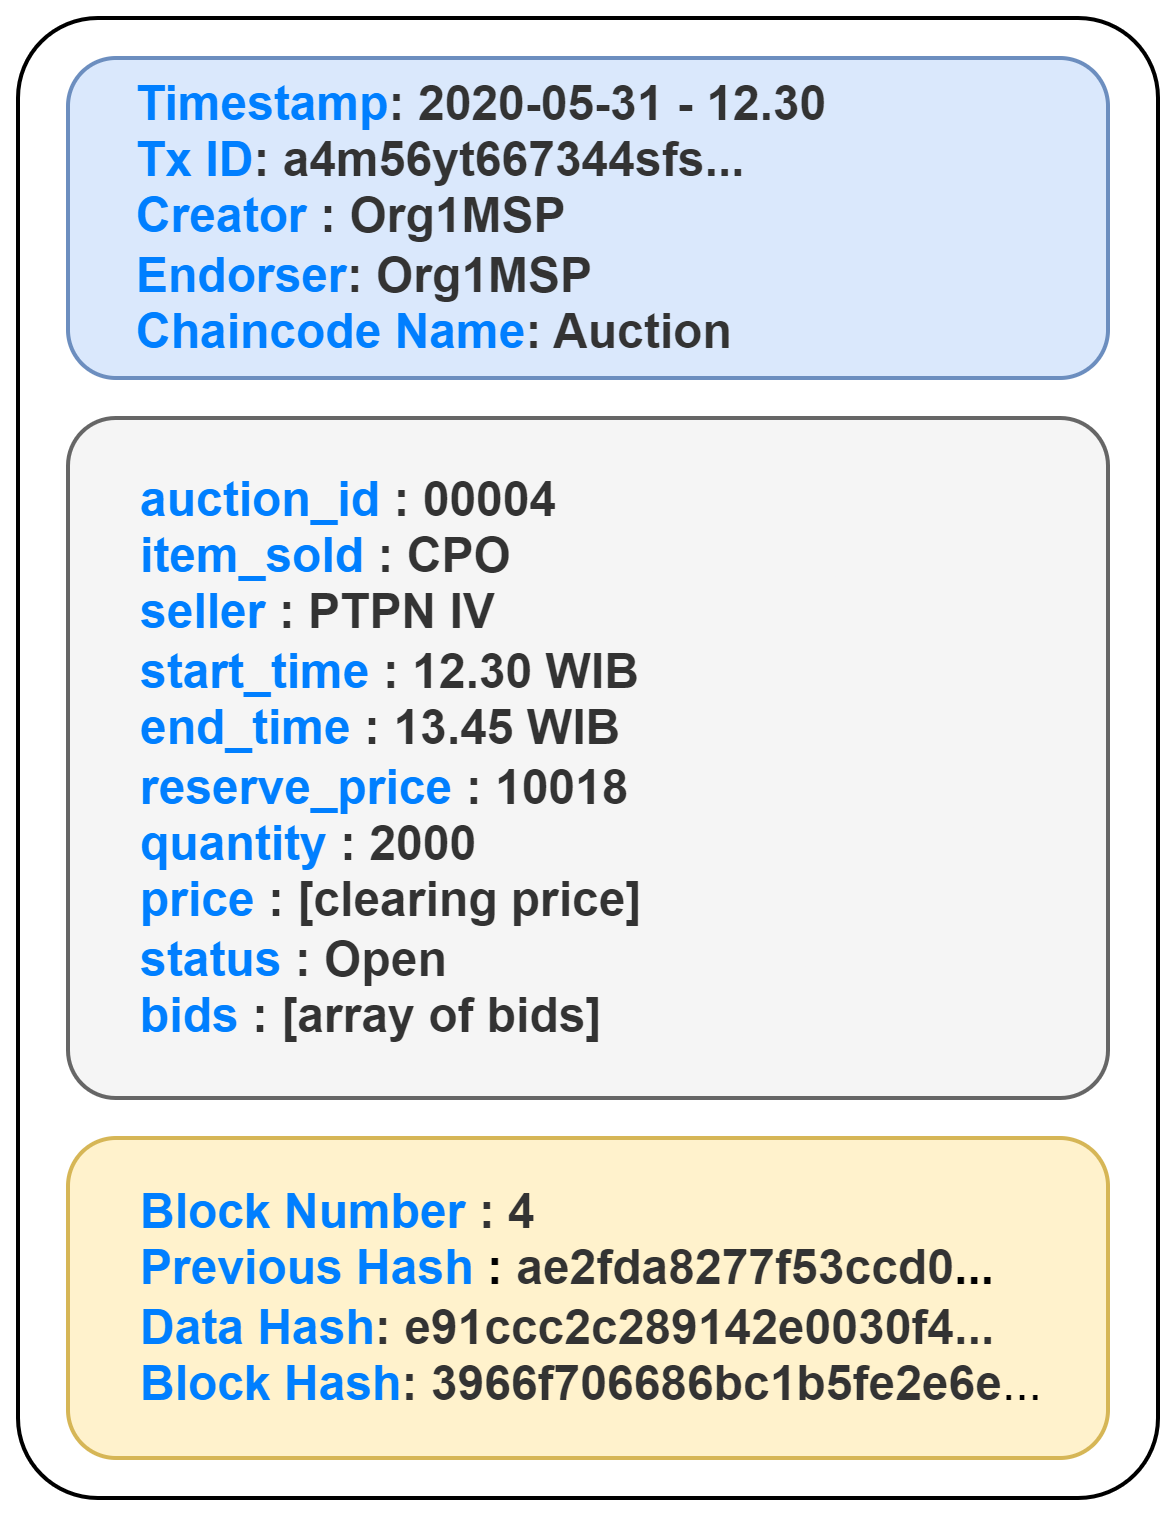 Timestamp: 2020-05-31 - 12.30
Tx ID: a4m56yt667344sfs...
Creator : Org1MSP
Endorser: Org1MSP
Chaincode Name: Auction
auction_id : 00004
item_sold : CPO
seller : PTPN IV
start_time : 12.30 WIB
end_time : 13.45 WIB
reserve_price : 10018
quantity : 2000
price : [clearing price]
status : Open
bids : [array of bids]
Block Number : 4
Previous Hash : ae2fda8277f53ccd0...
Data Hash: e91ccc2c289142e0030f4...
Block Hash: 3966f706686bc1b5fe2e6e...